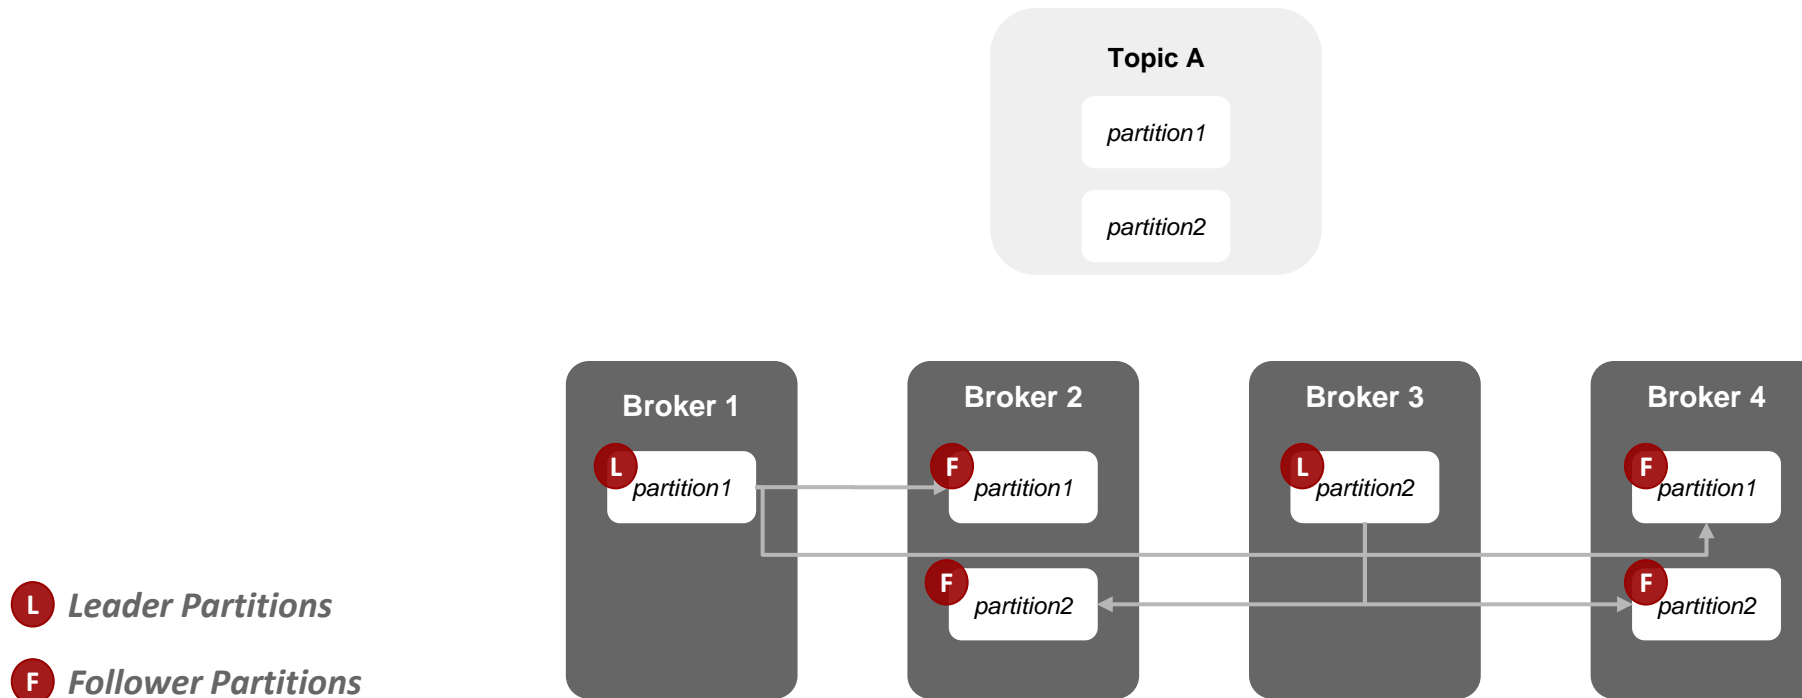 Topic A
partition1
partition2
Broker 1
Broker 2
Broker 3
Broker 4
L
partition1
F
partition1
L
partition2
F
partition1
F
partition2
F
partition2
L Leader Partitions
F Follower Partitions